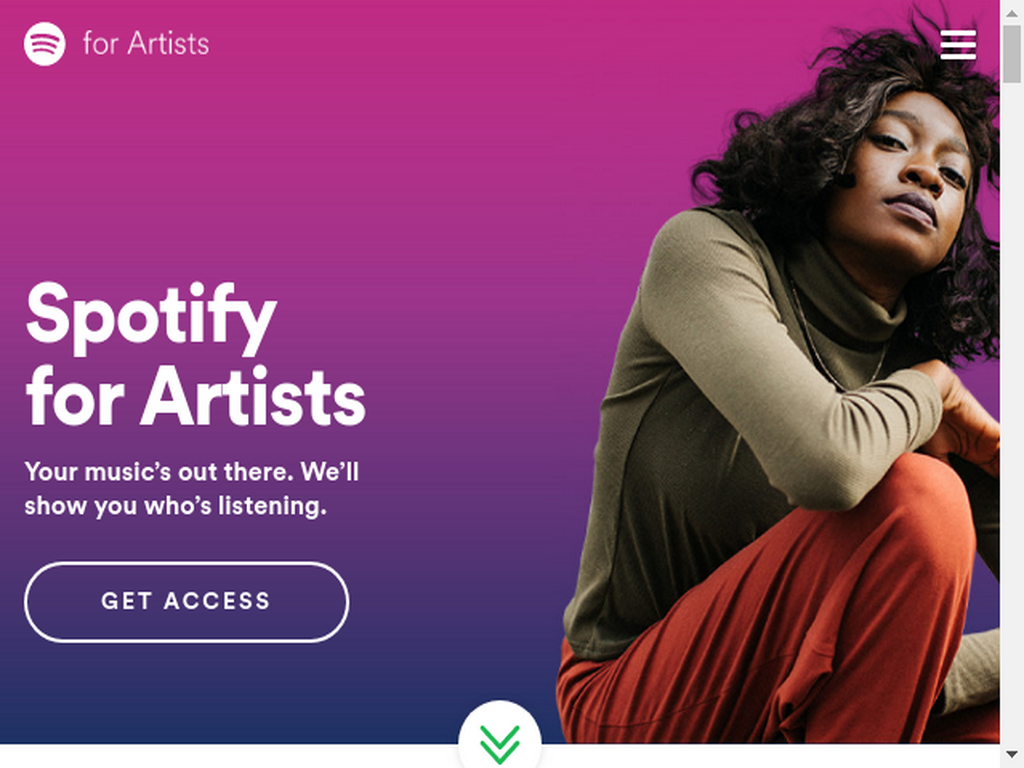 for Artists
Spotify
for Artists
Your music’s out there. We’ll
show you who’s listening.
GET ACCESS